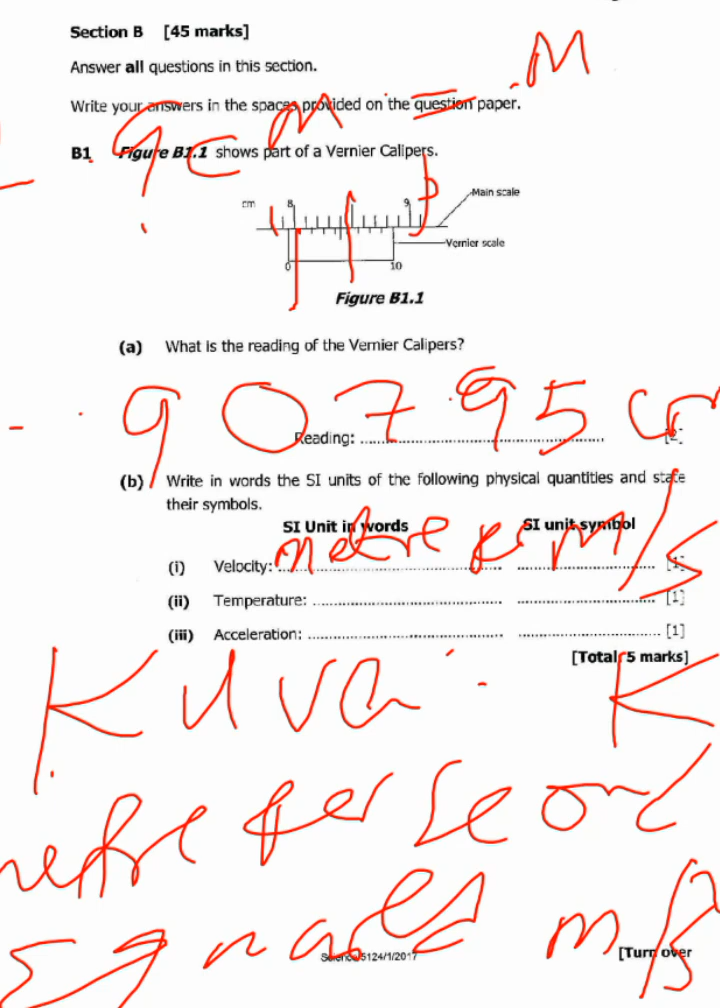 Section B [45 marks]
Answer all questions in this section.
Write your answers in the spaces provided on the question paper.
9 cm = . M
B1 Figure B1.1 shows part of a Vernier Calipers.
cm 8 9 Main scale
Vernier scale
0 10
Figure B1.1
(a) What is the reading of the Vernier Calipers?
Reading: [2]
(b) Write in words the SI units of the following physical quantities and state
their symbols.
SI Unit in words SI unit symbol
(i) Velocity: metre m/s [1]
(ii) Temperature: [1]
(iii) Acceleration: [1]
[Total: 5 marks]
K
per second
m/s
Science/5124/1/2017
[Turn over